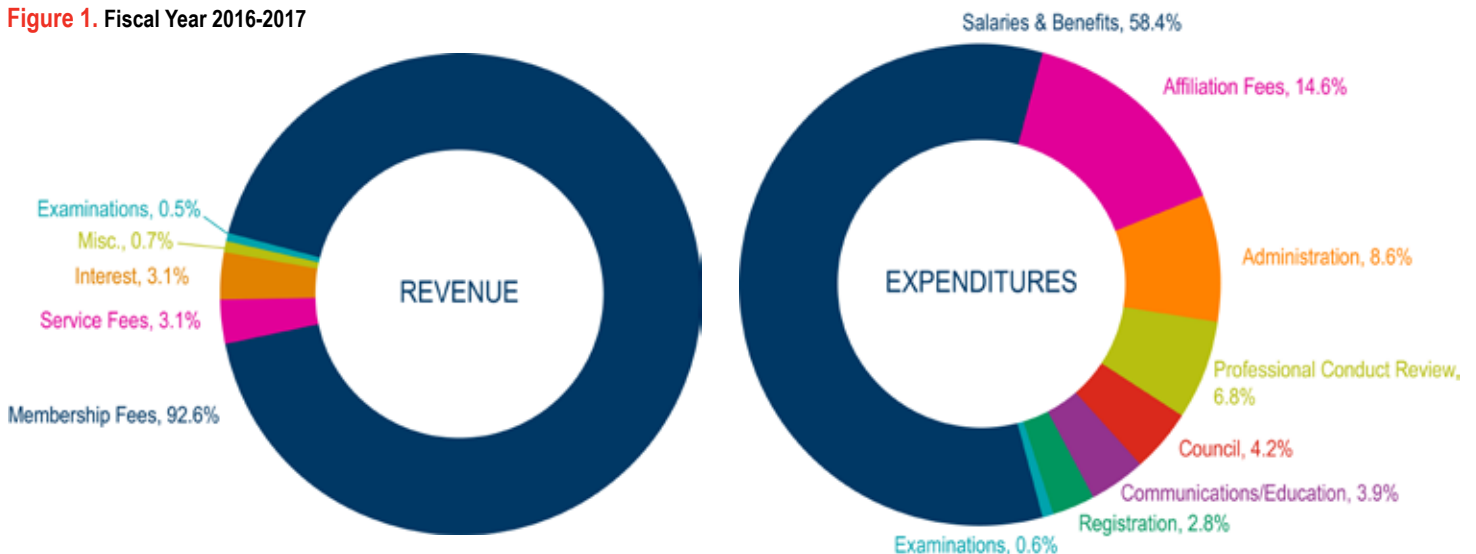 Figure 1. Fiscal Year 2016-2017
Examinations, 0.5%
Misc., 0.7%
Interest, 3.1%
Service Fees, 3.1%
Membership Fees, 92.6%
REVENUE
Salaries & Benefits, 58.4%
Affiliation Fees, 14.6%
Administration, 8.6%
Professional Conduct Review,
6.8%
Council, 4.2%
Communications/Education, 3.9%
Registration, 2.8%
Examinations, 0.6%
EXPENDITURES